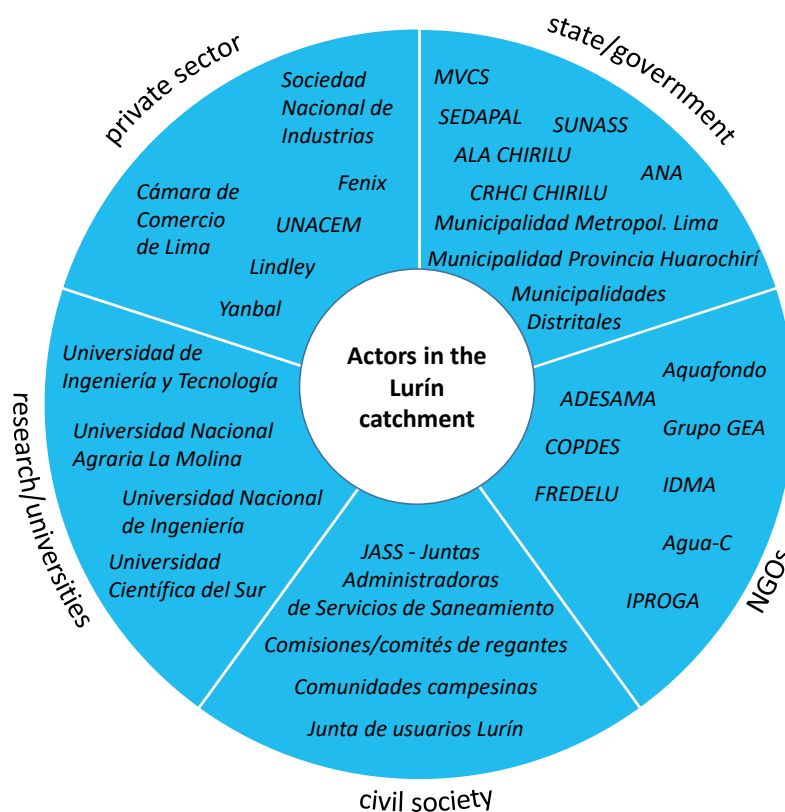 private sector
Sociedad
Nacional de
Industrias
Fenix
Cámara de
Comercio
de Lima
UNACEM
Lindley
Yanbal
state/government
MVCS
SEDAPAL
SUNASS
ALA CHIRILU
ANA
CRHCI CHIRILU
Municipalidad Metropol. Lima
Municipalidad Provincia Huarochirí
Municipalidades
Distritales
Actors in the
Lurín
catchment
research/universities
Universidad de
Ingeniería y Tecnología
Universidad Nacional
Agraria La Molina
Universidad Nacional
de Ingeniería
Universidad
Científica del Sur
NGOs
Aquafondo
ADESAMA
Grupo GEA
COPDES
IDMA
FREDELU
Agua-C
IPROGA
JASS - Juntas
Administradoras
de Servicios de Saneamiento
Comisiones/comités de regantes
Comunidades campesinas
Junta de usuarios Lurín
civil society